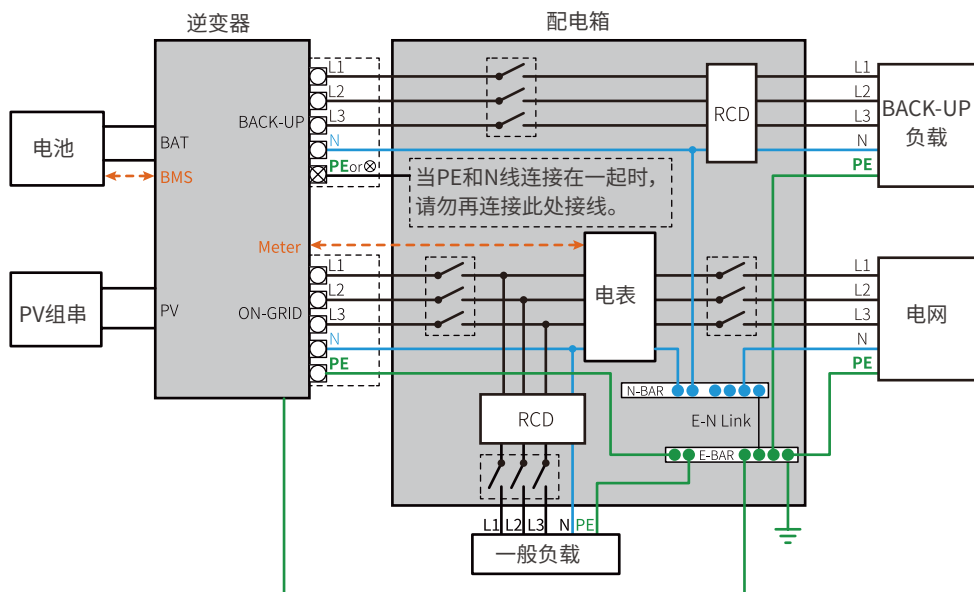 逆变器
配电箱
L1
L2
L3
N
PEor⊗
BACK-UP
RCD
L1
L2
L3
N
PE
BACK-UP
负载
电池
BAT
BMS
当PE和N线连接在一起时，
请勿再连接此处接线。
Meter
L1
L2
L3
N
PE
ON-GRID
电表
L1
L2
L3
N
PE
电网
PV组串
PV
N-BAR
E-N Link
E-BAR
RCD
L1 L2 L3 N PE
一般负载